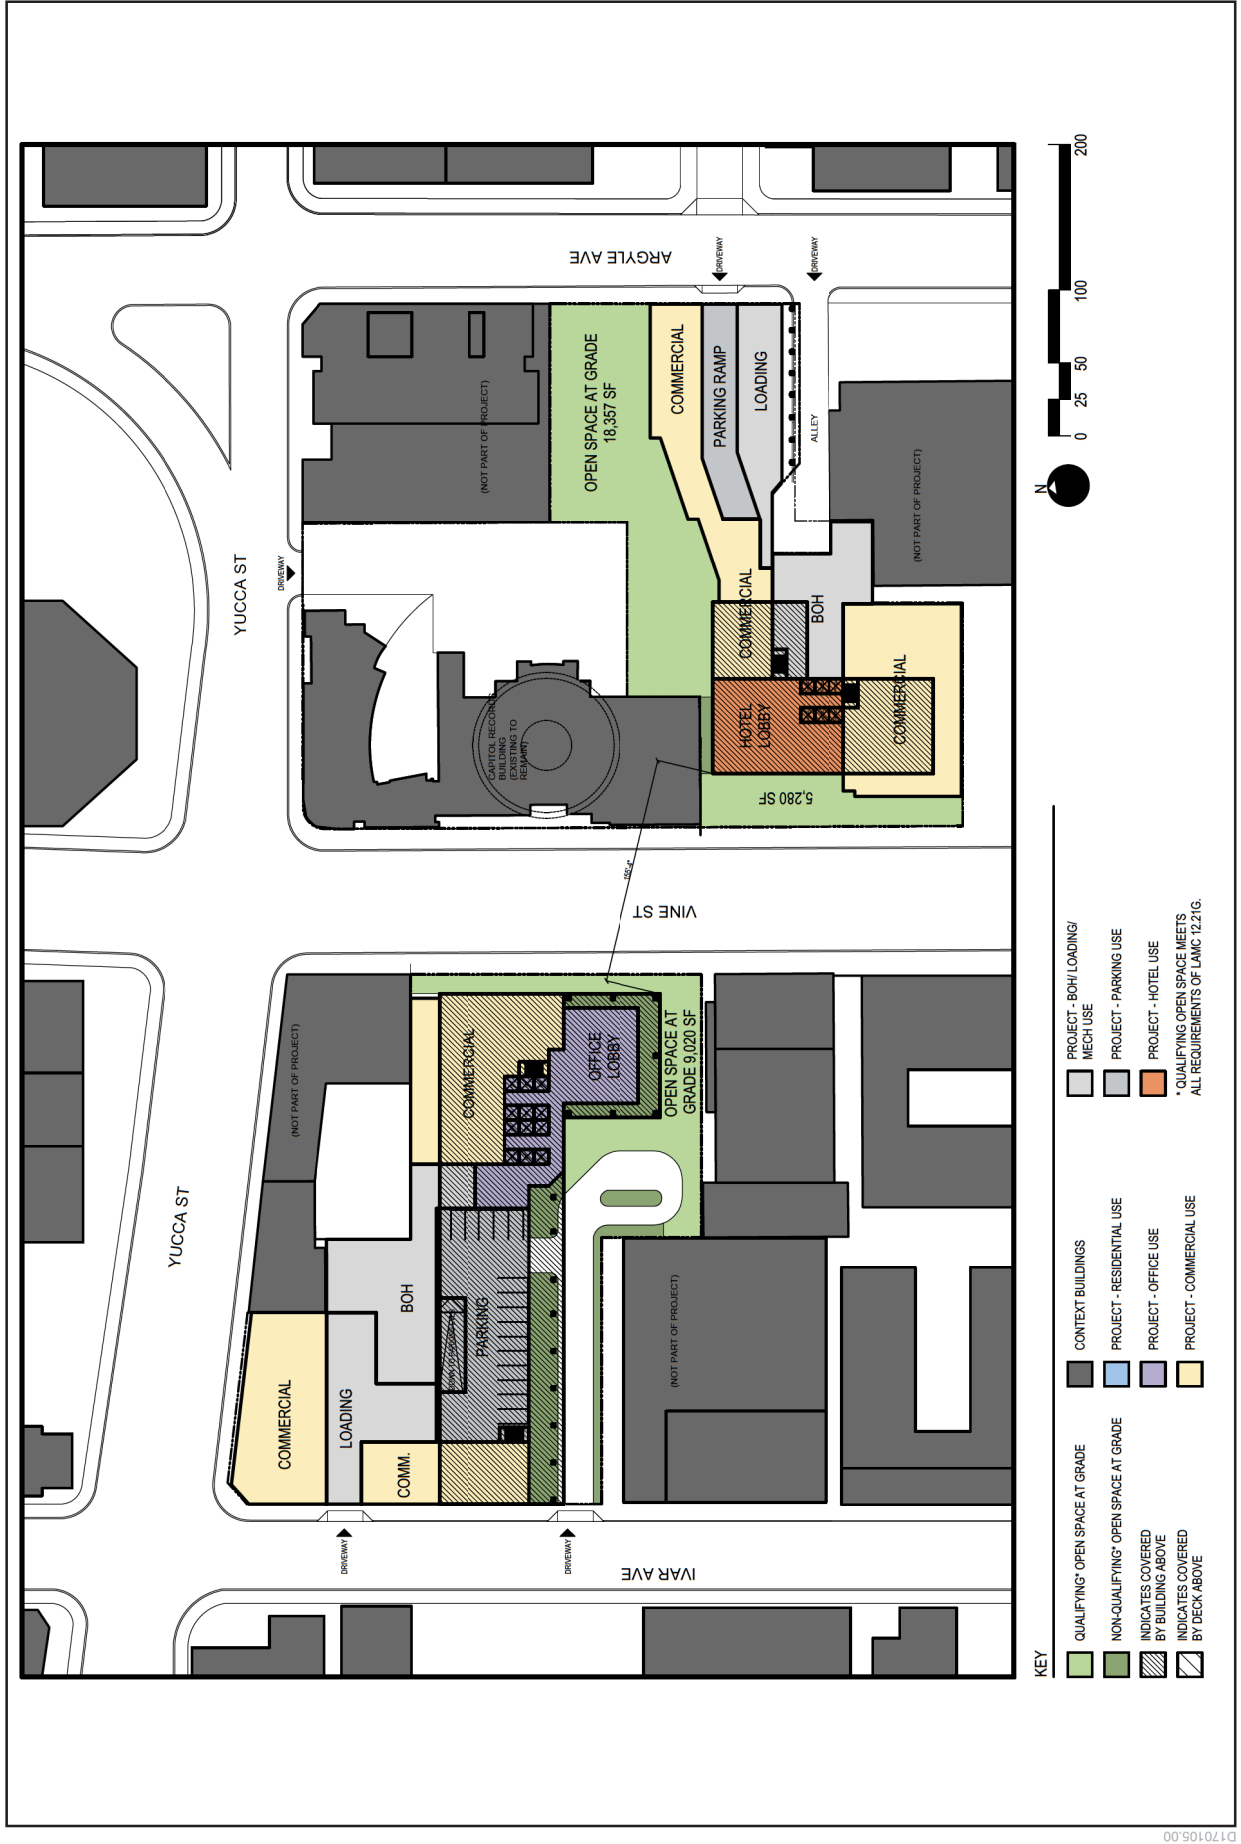 YUCCA ST
YUCCA ST
IVAR AVE
VINE ST
ARGYLE AVE
DRIVEWAY
DRIVEWAY
DRIVEWAY
DRIVEWAY
DRIVEWAY
ALLEY
COMMERCIAL
LOADING
COMM.
BOH
PARKING
(NOT PART OF PROJECT)
COMMERCIAL
OFFICE
LOBBY
OPEN SPACE AT
GRADE 9,020 SF
(NOT PART OF PROJECT)
CAPITOL RECORDS
BUILDING
(EXISTING TO
REMAIN)
5,280 SF
HOTEL
LOBBY
COMMERCIAL
COMMERCIAL
BOH
(NOT PART OF PROJECT)
OPEN SPACE AT GRADE
18,357 SF
COMMERCIAL
PARKING RAMP
LOADING
(NOT PART OF PROJECT)
N
0
25
50
100
200
KEY
QUALIFYING* OPEN SPACE AT GRADE
NON-QUALIFYING* OPEN SPACE AT GRADE
INDICATES COVERED
BY BUILDING ABOVE
INDICATES COVERED
BY DECK ABOVE
CONTEXT BUILDINGS
PROJECT - RESIDENTIAL USE
PROJECT - OFFICE USE
PROJECT - COMMERCIAL USE
PROJECT - BOH/ LOADING/
MECH USE
PROJECT - PARKING USE
PROJECT - HOTEL USE
* QUALIFYING OPEN SPACE MEETS
ALL REQUIREMENTS OF LAMC 12.21G.
D170105.00